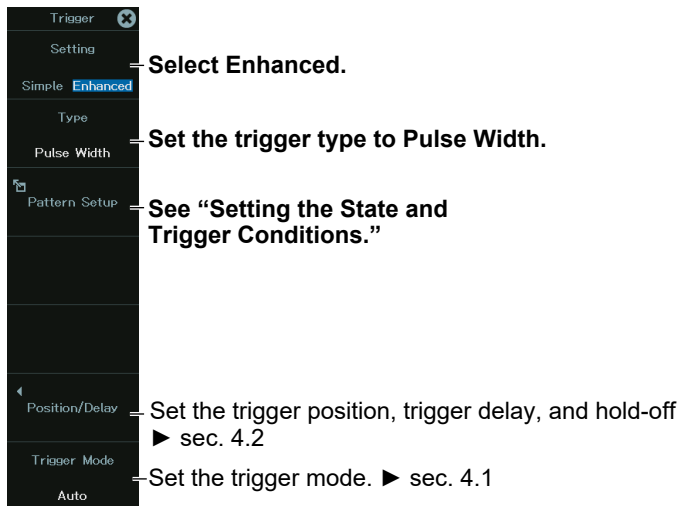 Trigger
Setting
Simple Enhanced
Select Enhanced.
Type
Pulse Width
Set the trigger type to Pulse Width.
Pattern Setup
See “Setting the State and
Trigger Conditions.”
Position/Delay
Set the trigger position, trigger delay, and hold-off
► sec. 4.2
Trigger Mode
Auto
Set the trigger mode. ► sec. 4.1